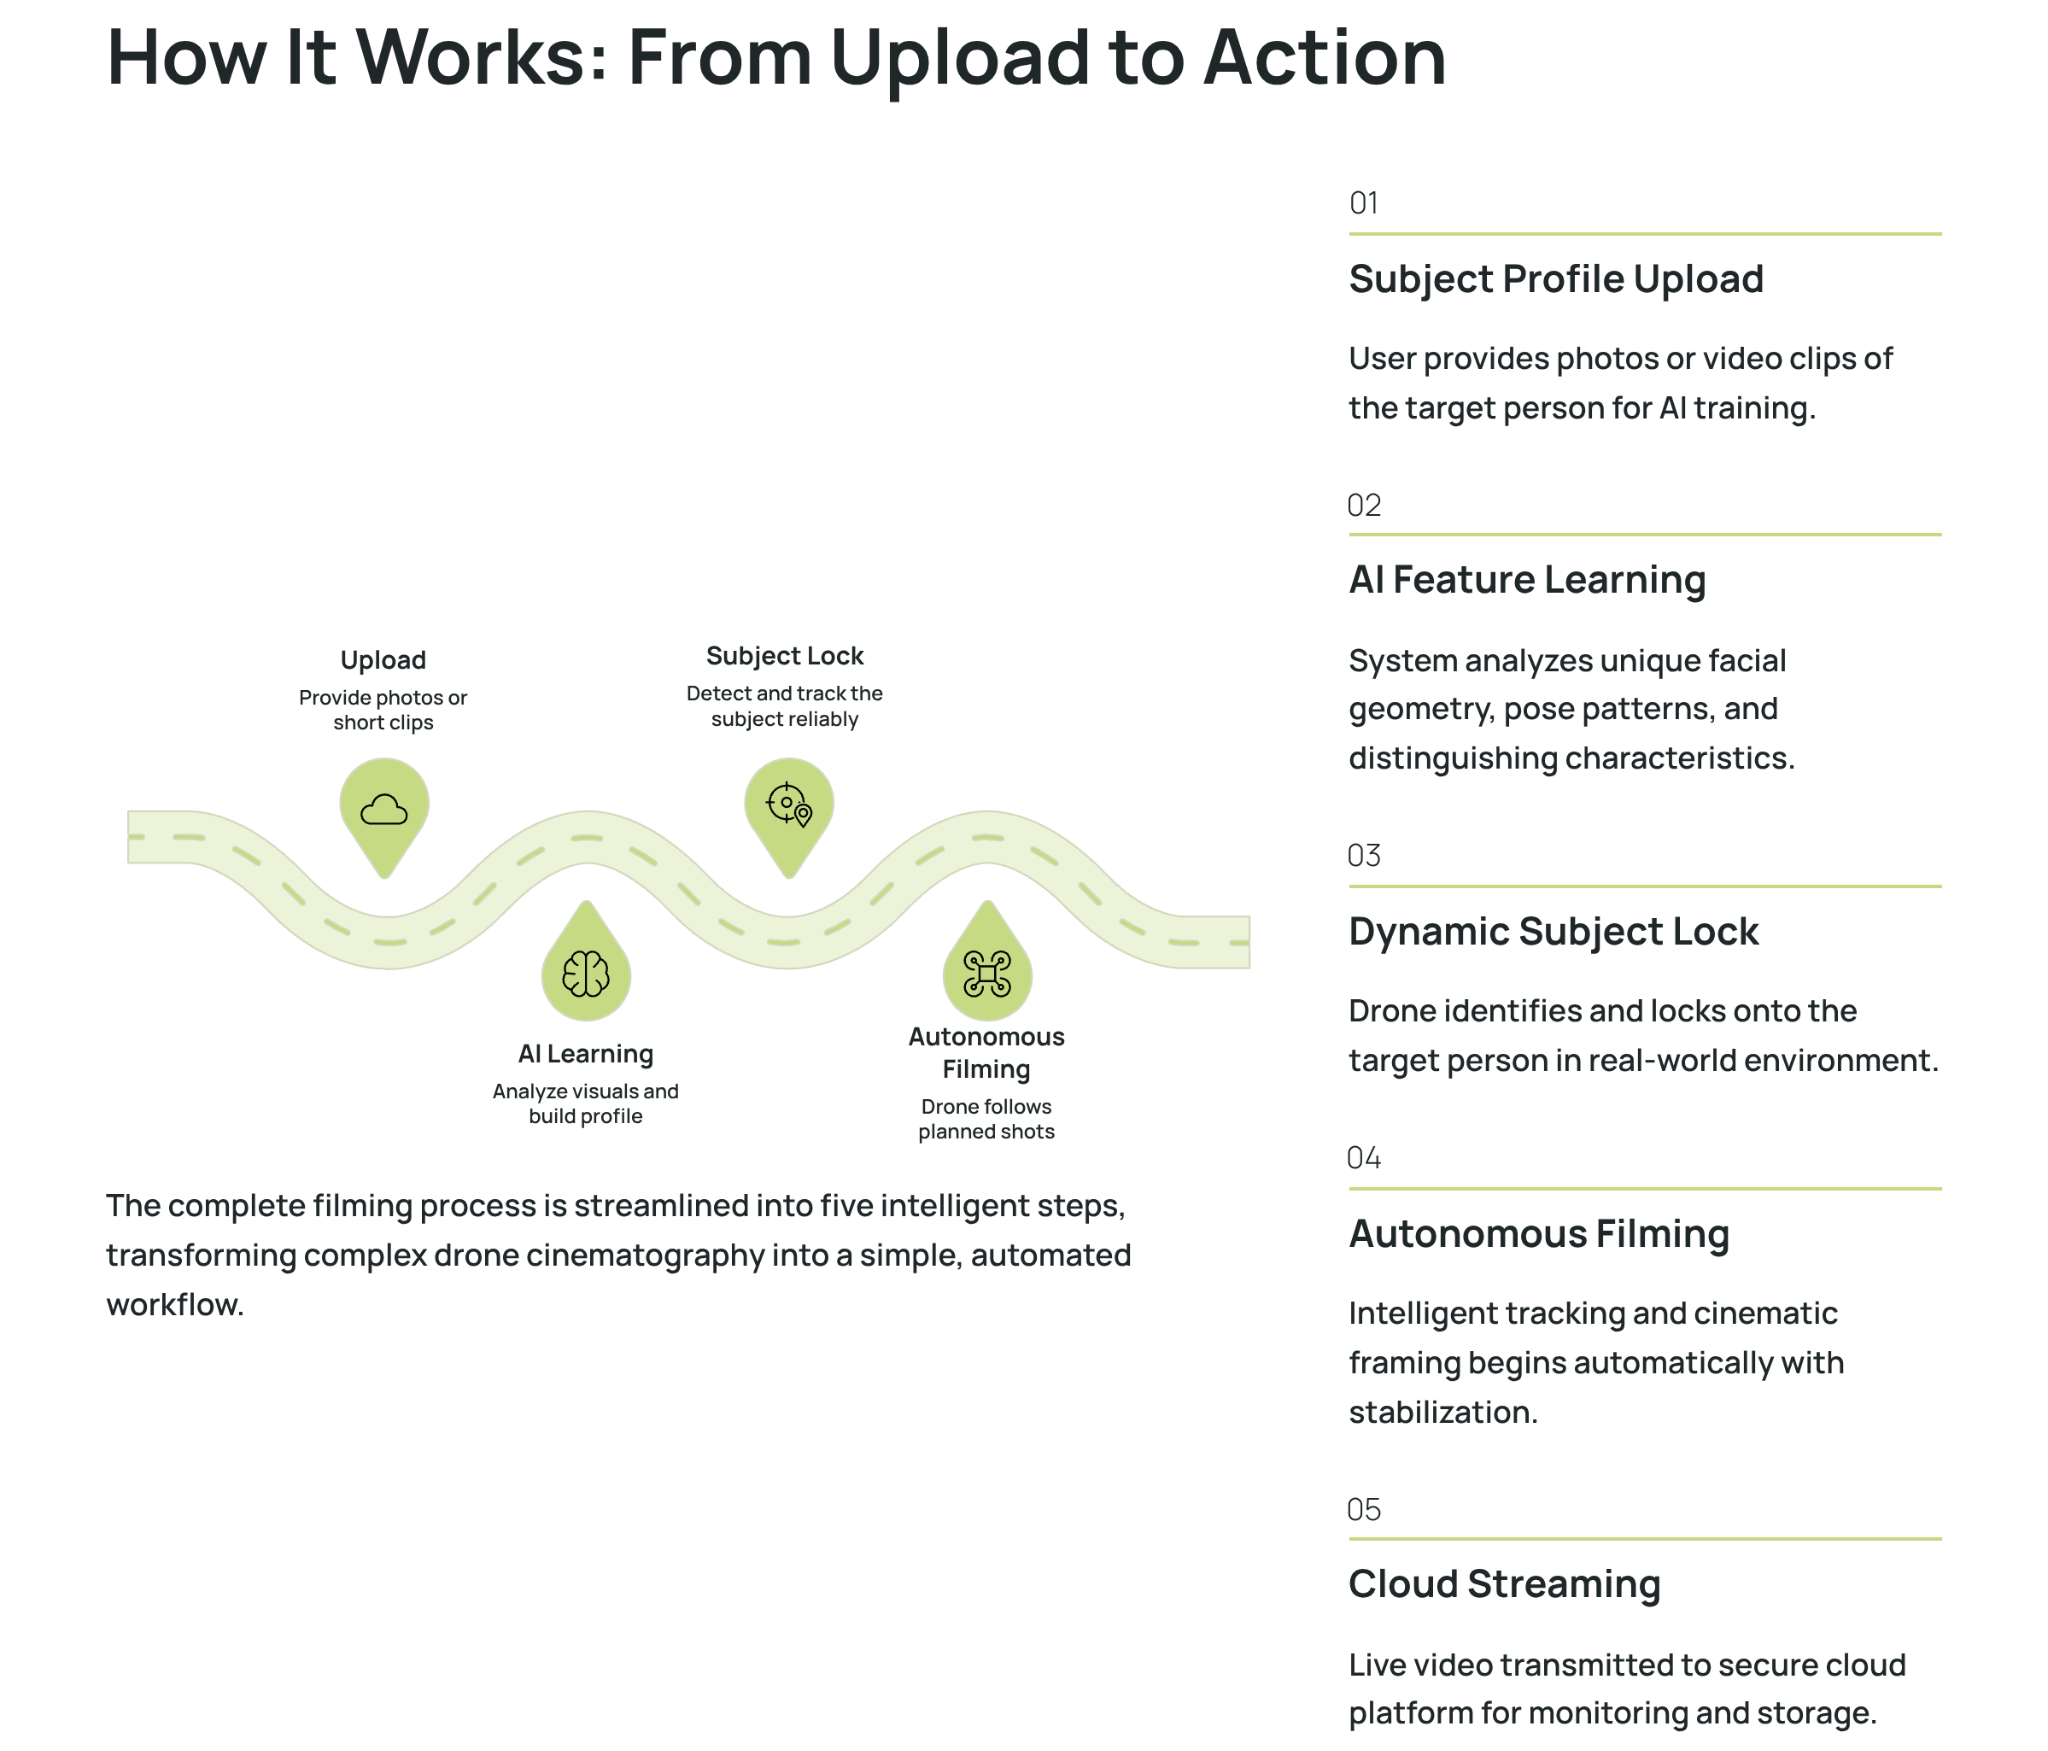 How It Works: From Upload to Action
Upload
Provide photos or
short clips
Subject Lock
Detect and track the
subject reliably
AI Learning
Analyze visuals and
build profile
Autonomous
Filming
Drone follows
planned shots
The complete filming process is streamlined into five intelligent steps,
transforming complex drone cinematography into a simple, automated
workflow.
01
Subject Profile Upload
User provides photos or video clips of
the target person for AI training.
02
AI Feature Learning
System analyzes unique facial
geometry, pose patterns, and
distinguishing characteristics.
03
Dynamic Subject Lock
Drone identifies and locks onto the
target person in real-world environment.
04
Autonomous Filming
Intelligent tracking and cinematic
framing begins automatically with
stabilization.
05
Cloud Streaming
Live video transmitted to secure cloud
platform for monitoring and storage.